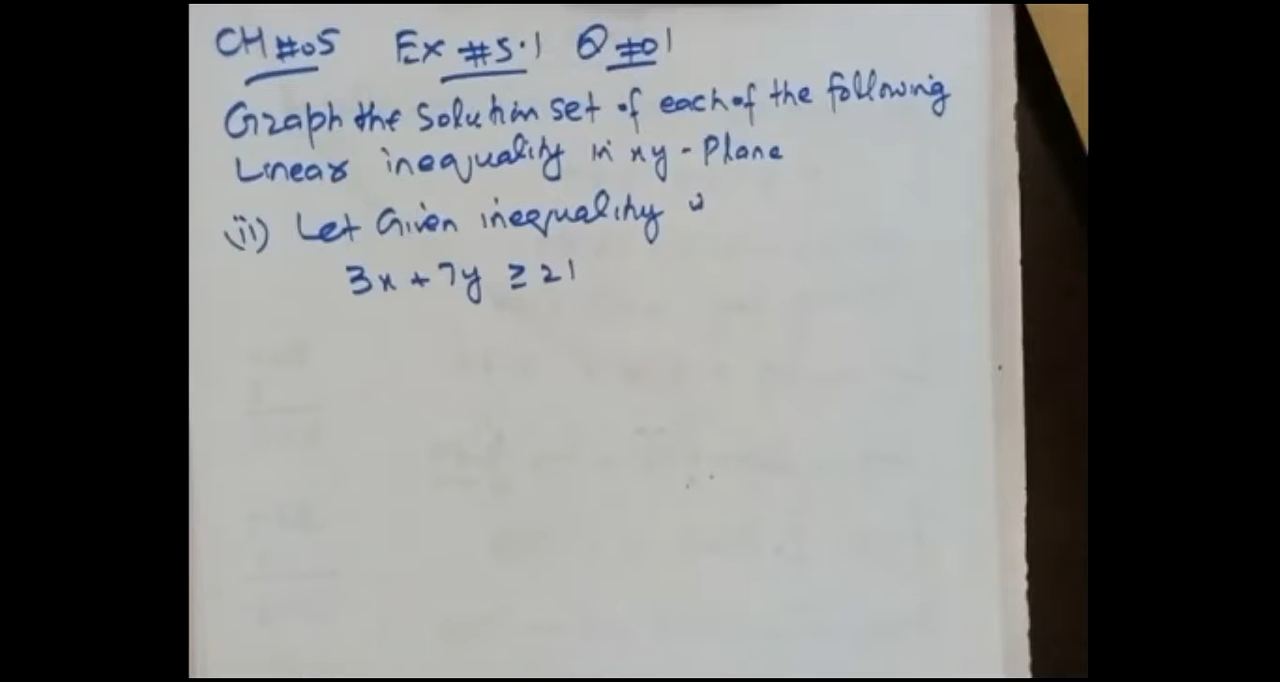 CH #05 Ex #5.1 Q #01
Graph the Solution set of each of the following
Linear inequality in xy-Plane
(ii) Let Given inequality is
3x + 7y ≥ 21